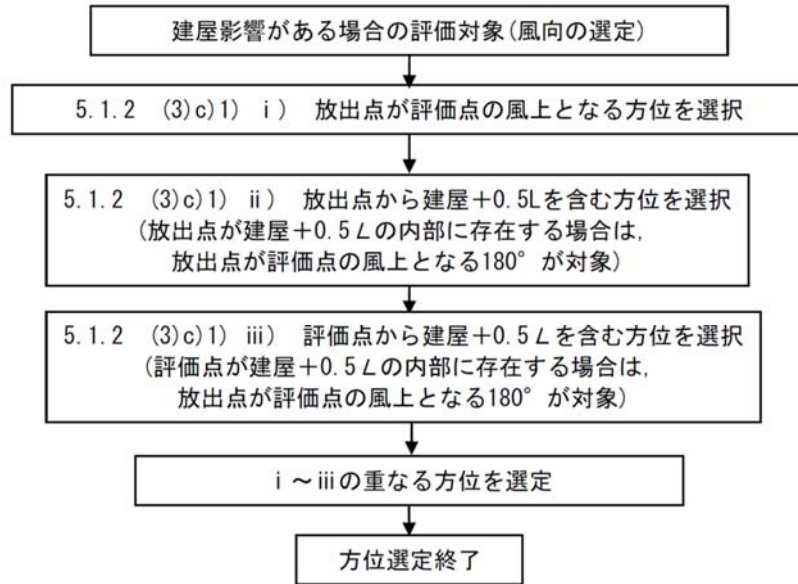 建屋影響がある場合の評価対象(風向の選定)
5.1.2 (3)c)1) ⅰ) 放出点が評価点の風上となる方位を選択
5.1.2 (3)c)1) ⅱ) 放出点から建屋+0.5Lを含む方位を選択
(放出点が建屋+0.5Lの内部に存在する場合は,
放出点が評価点の風上となる180°が対象)
5.1.2 (3)c)1) ⅲ) 評価点から建屋+0.5Lを含む方位を選択
(評価点が建屋+0.5Lの内部に存在する場合は,
放出点が評価点の風上となる180°が対象)
ⅰ～ⅲの重なる方位を選定
方位選定終了